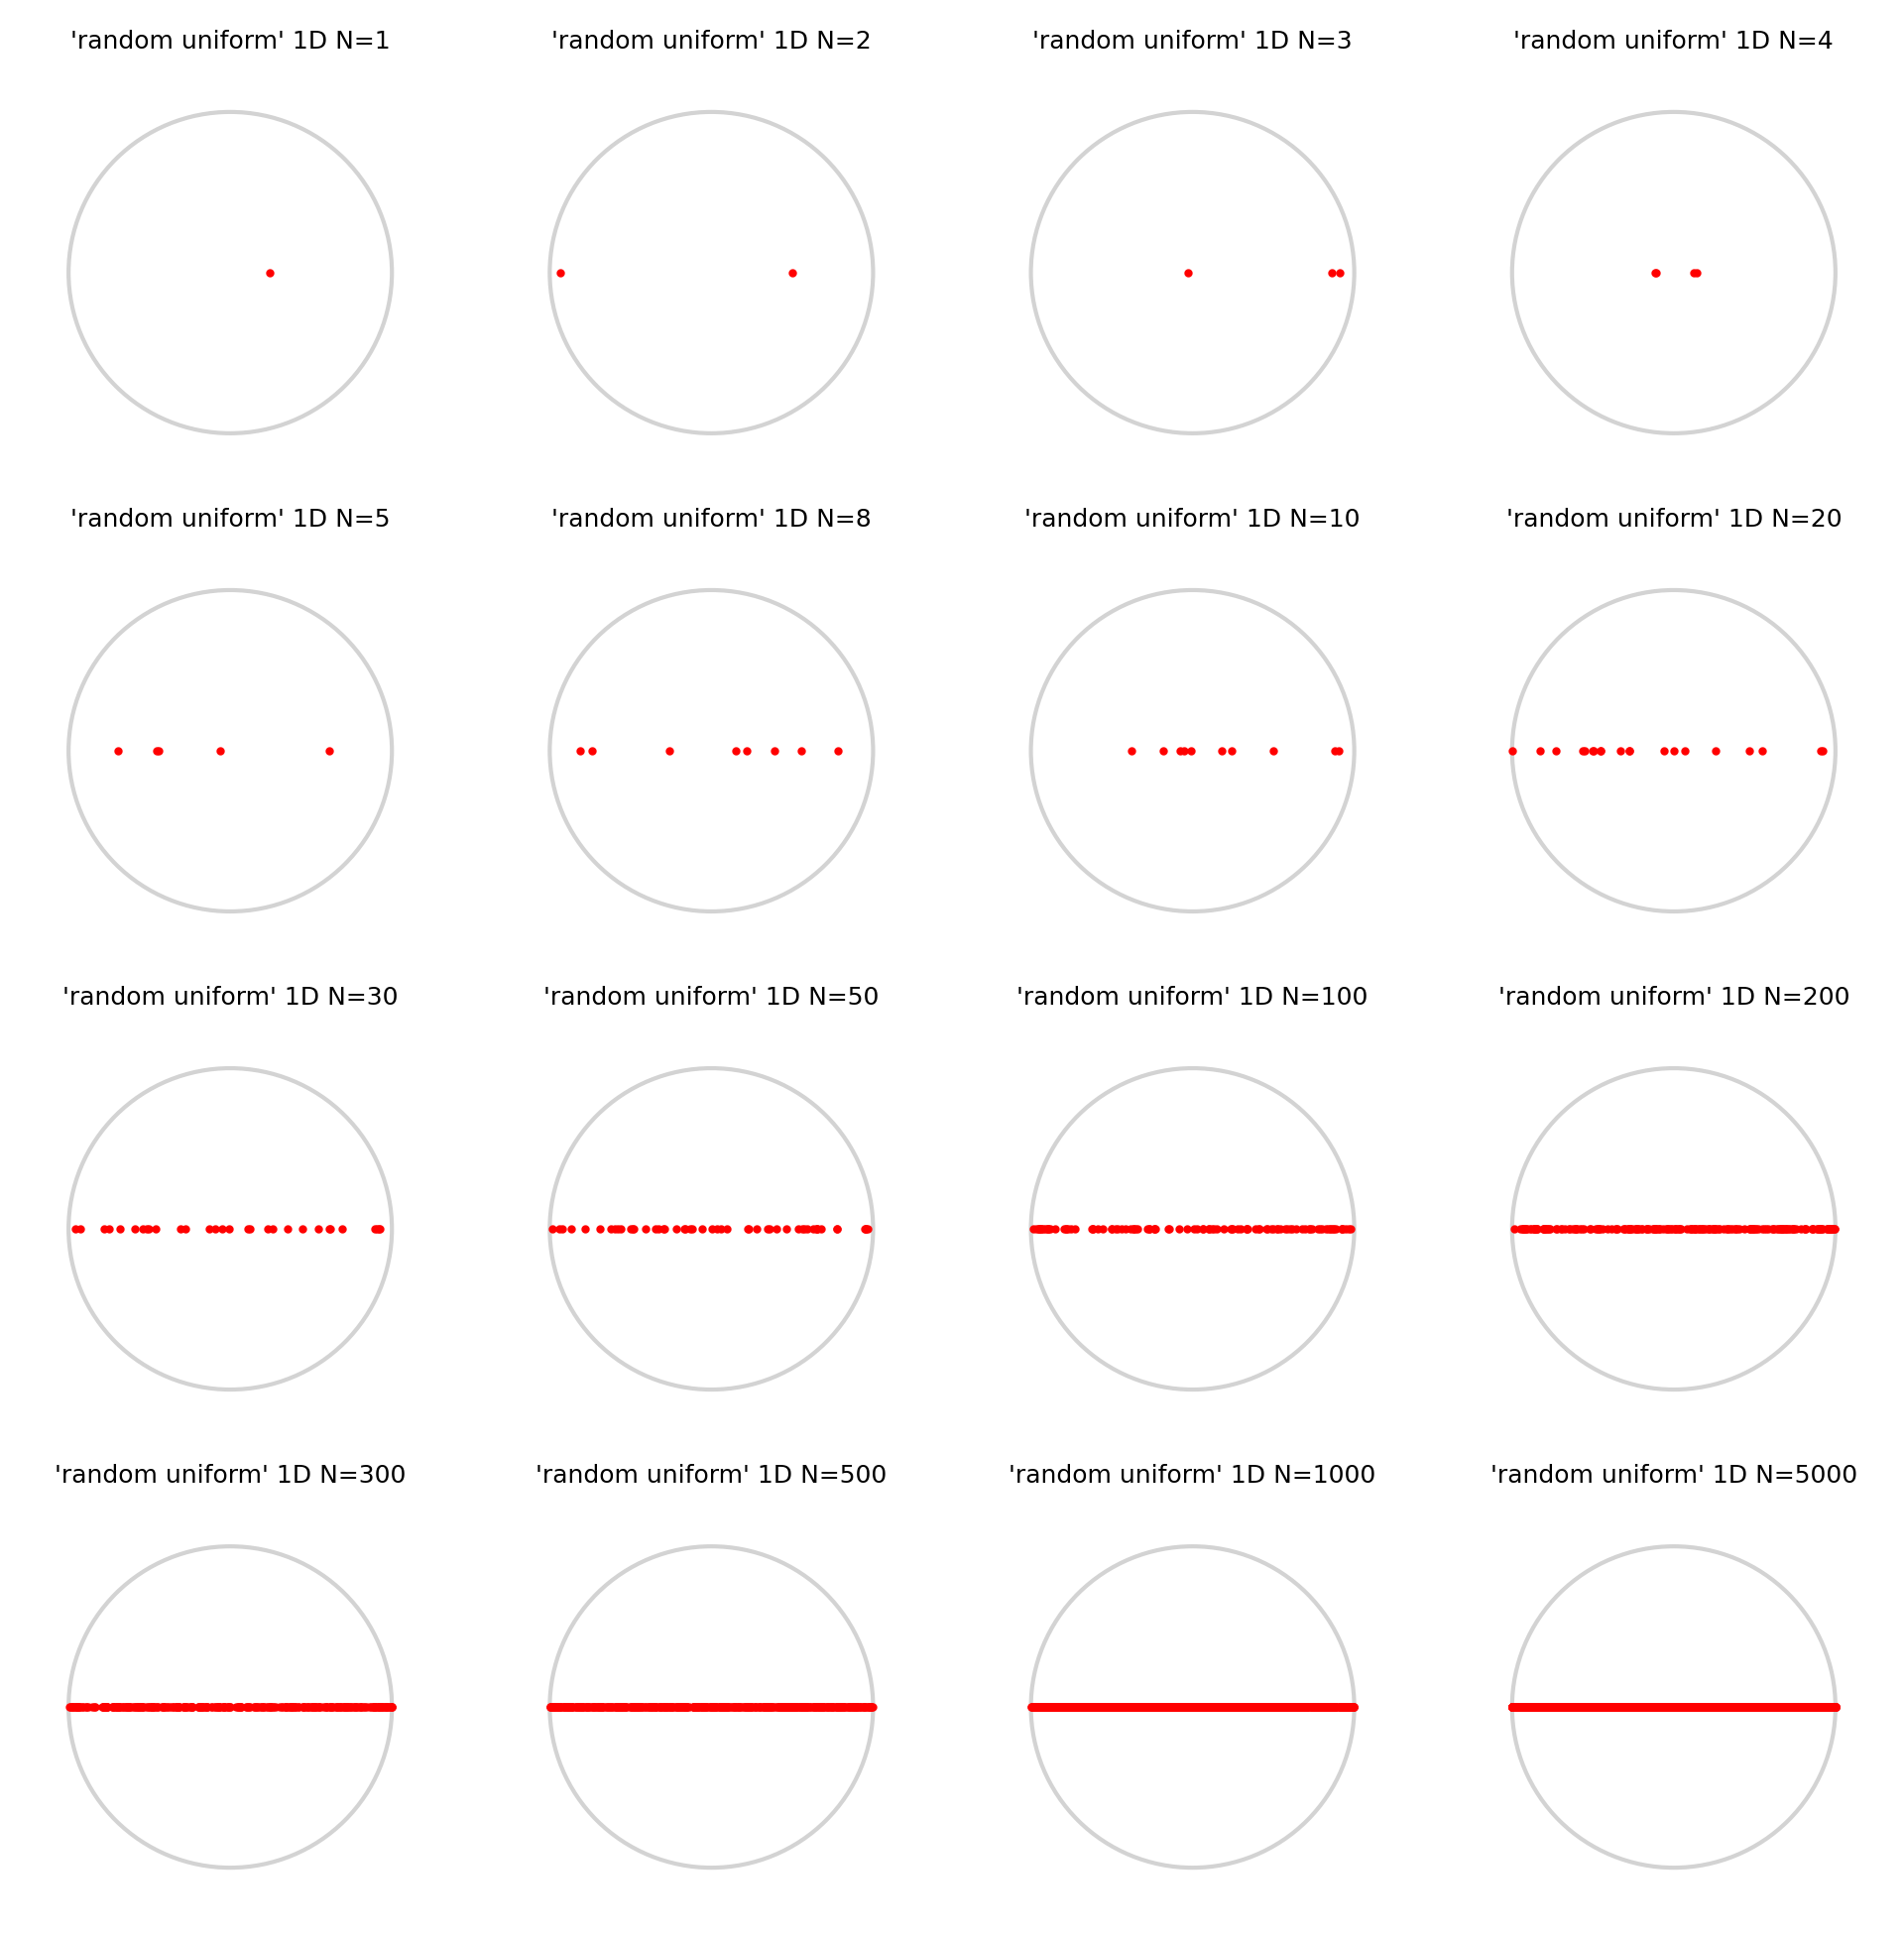 'random uniform' 1D N=1
'random uniform' 1D N=2
'random uniform' 1D N=3
'random uniform' 1D N=4
'random uniform' 1D N=5
'random uniform' 1D N=8
'random uniform' 1D N=10
'random uniform' 1D N=20
'random uniform' 1D N=30
'random uniform' 1D N=50
'random uniform' 1D N=100
'random uniform' 1D N=200
'random uniform' 1D N=300
'random uniform' 1D N=500
'random uniform' 1D N=1000
'random uniform' 1D N=5000